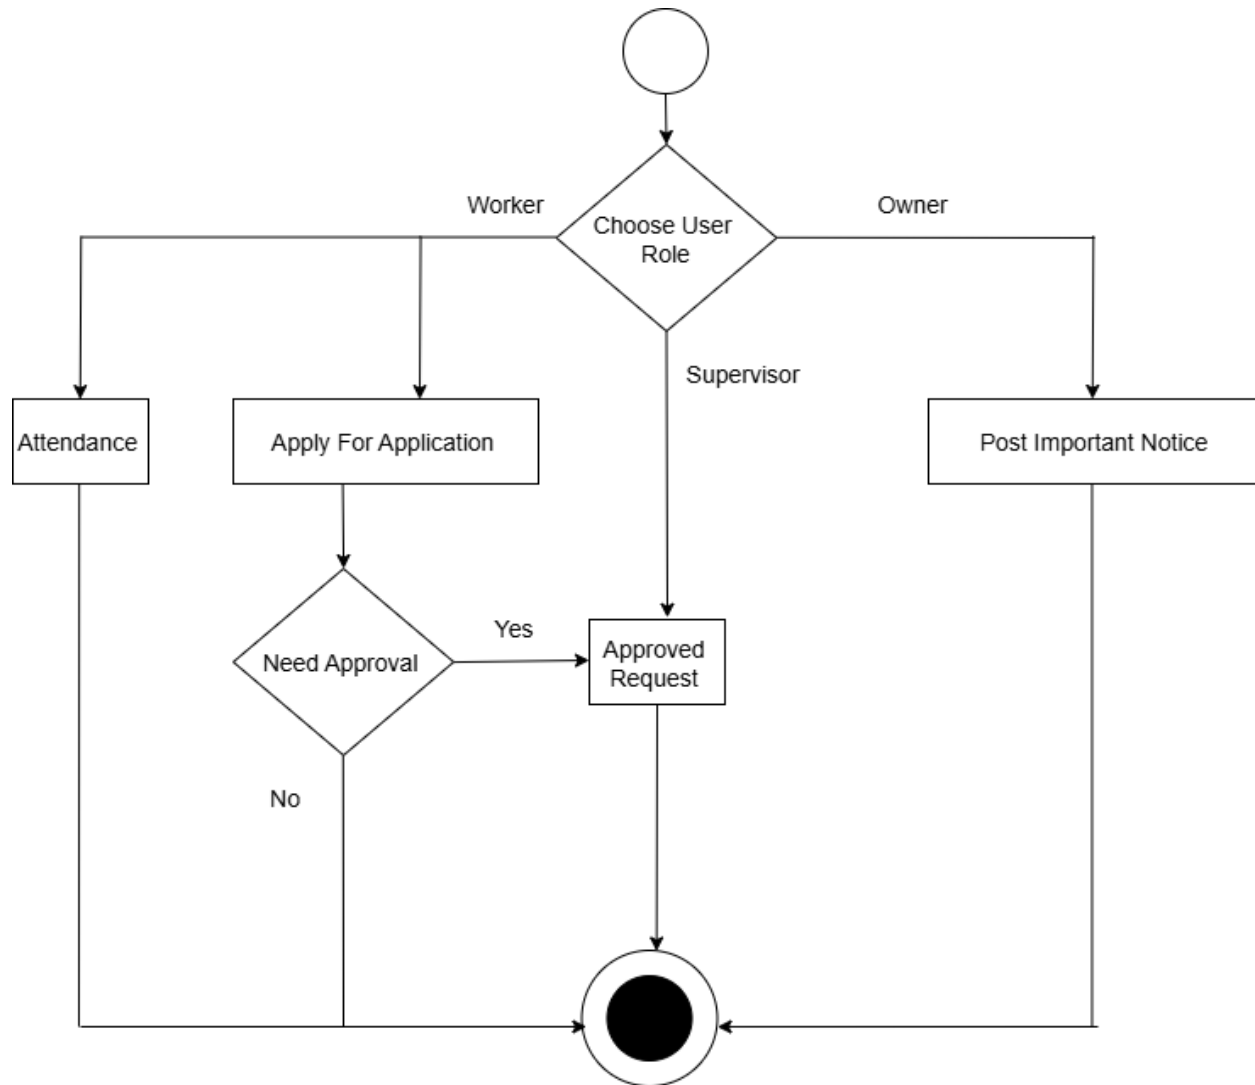 Worker
Owner
Choose User
Role
Supervisor
Attendance
Apply For Application
Post Important Notice
Yes
Approved
Request
Need Approval
No